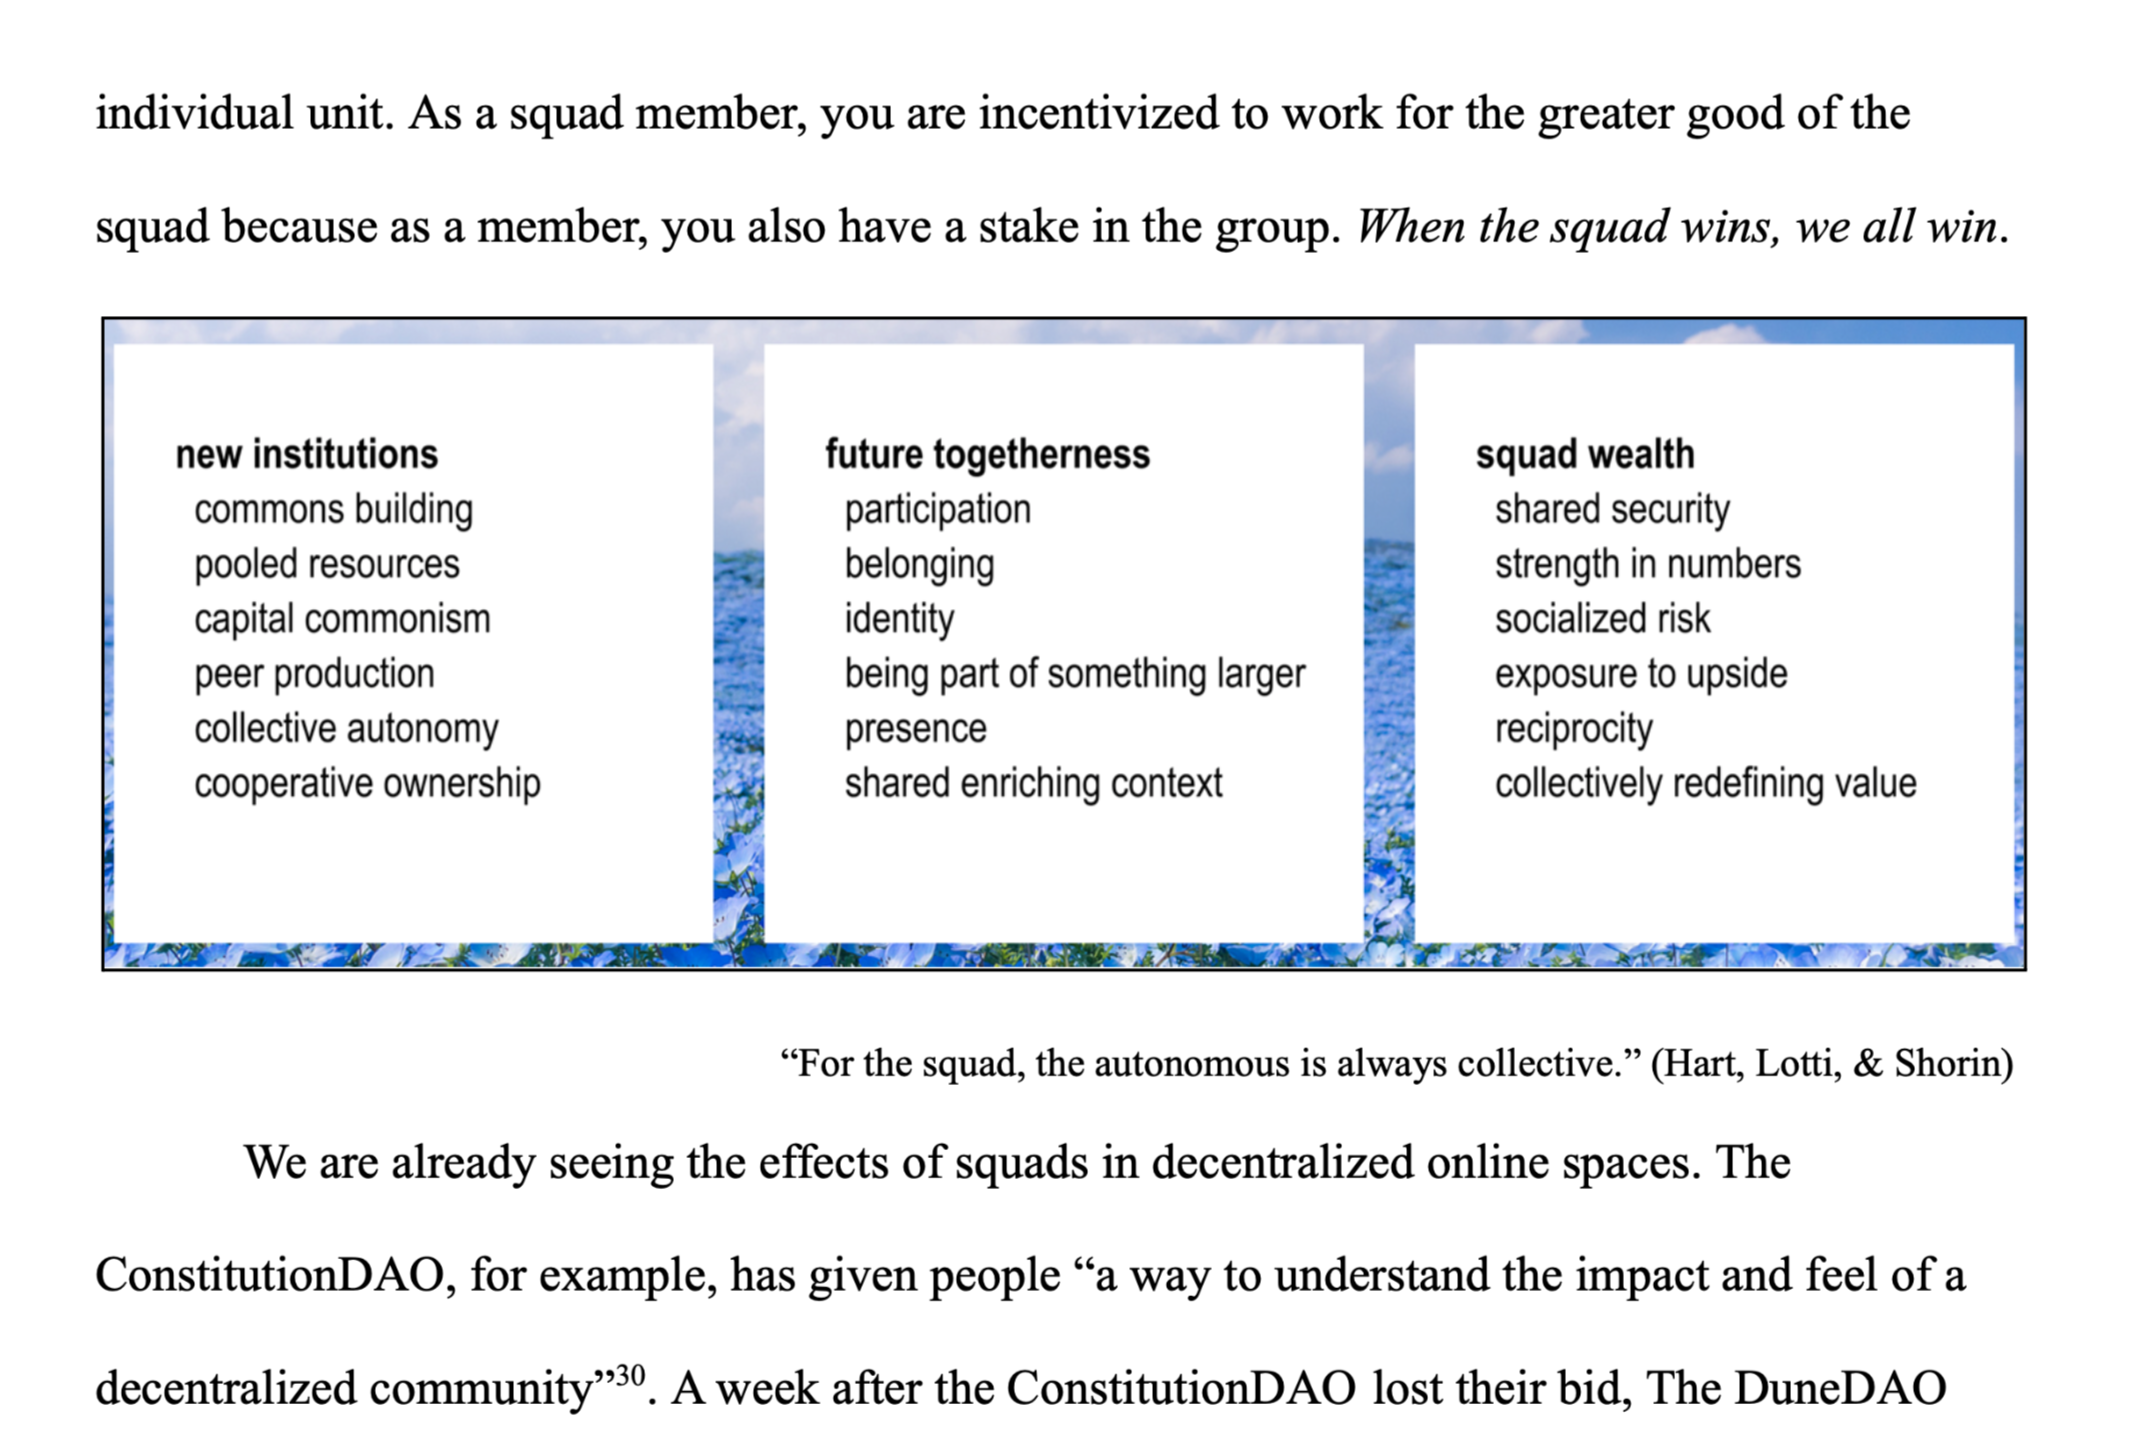 individual unit. As a squad member, you are incentivized to work for the greater good of the
squad because as a member, you also have a stake in the group. When the squad wins, we all win.
new institutions
commons building
pooled resources
capital commonism
peer production
collective autonomy
cooperative ownership
future togetherness
participation
belonging
identity
being part of something larger
presence
shared enriching context
squad wealth
shared security
strength in numbers
socialized risk
exposure to upside
reciprocity
collectively redefining value
“For the squad, the autonomous is always collective.” (Hart, Lotti, & Shorin)
We are already seeing the effects of squads in decentralized online spaces. The
ConstitutionDAO, for example, has given people “a way to understand the impact and feel of a
decentralized community”³⁰. A week after the ConstitutionDAO lost their bid, The DuneDAO